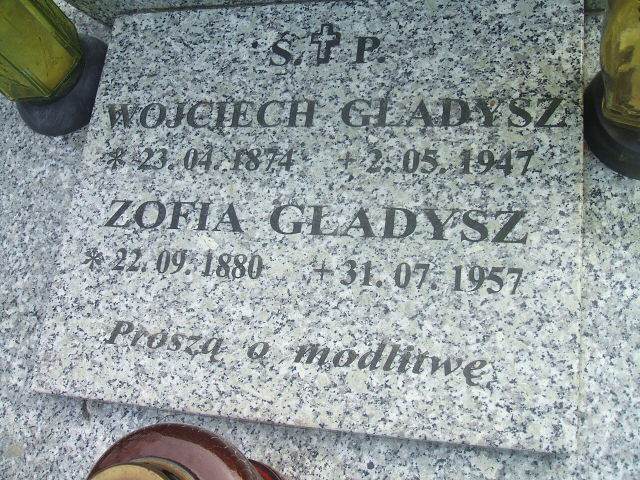 Ś. ✝ P.
WOJCIECH GŁADYSZ
* 23.04.1874 + 2.05.1947
ZOFIA GŁADYSZ
* 22.09.1880 + 31.07.1957
Proszą o modlitwę